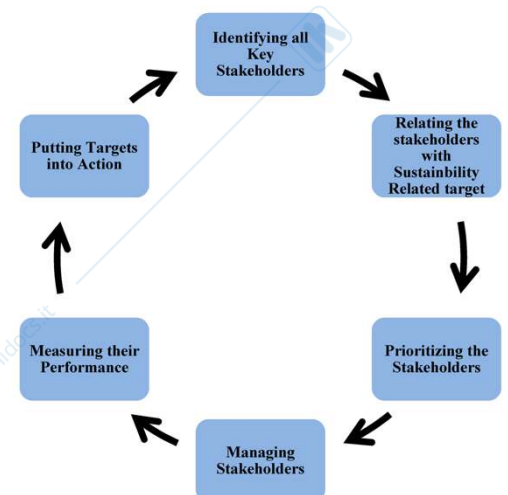 Identifying all
Key
Stakeholders
Relating the
stakeholders
with
Sustainbility
Related target
Prioritizing the
Stakeholders
Managing
Stakeholders
Measuring their
Performance
Putting Targets
into Action